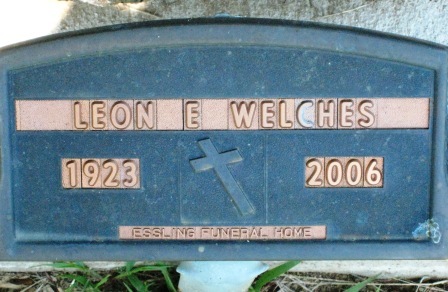 LEON E WELCHES
1923 2006
ESSLING FUNERAL HOME